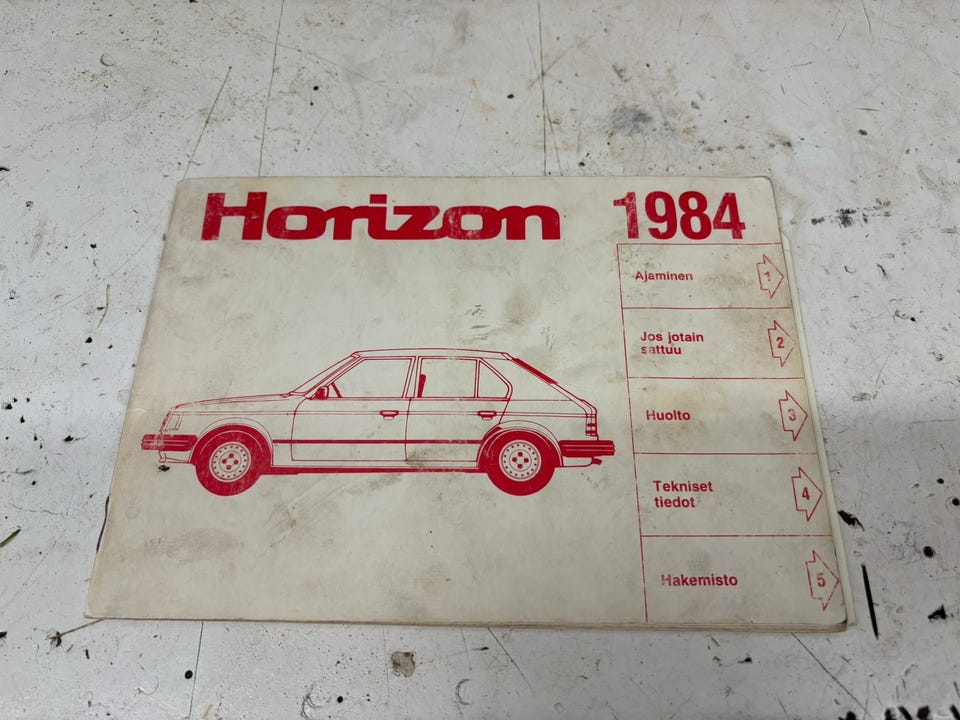 Horizon 1984
Ajaminen 1
Jos jotain 2
sattuu
Huolto 3
Tekniset 4
tiedot
Hakemisto 5